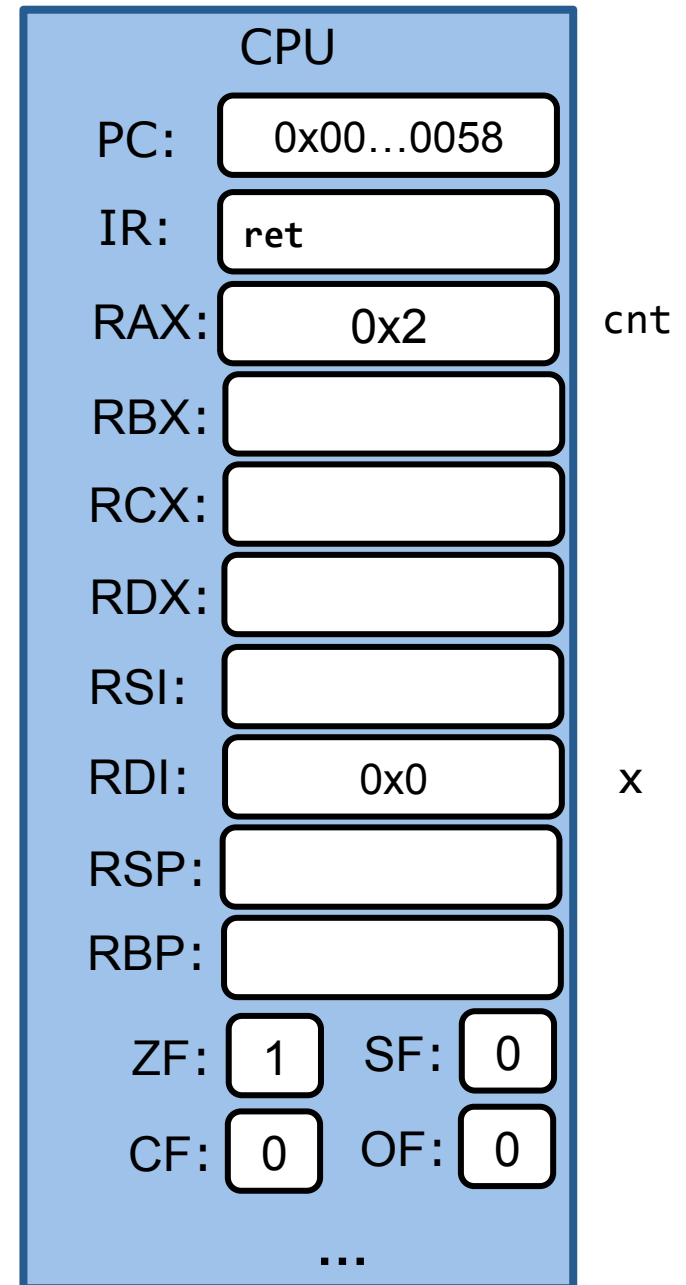 CPU
PC: 0x00…0058
IR: ret
RAX: 0x2 cnt
RBX:
RCX:
RDX:
RSI:
RDI: 0x0 x
RSP:
RBP:
ZF: 1 SF: 0
CF: 0 OF: 0
…